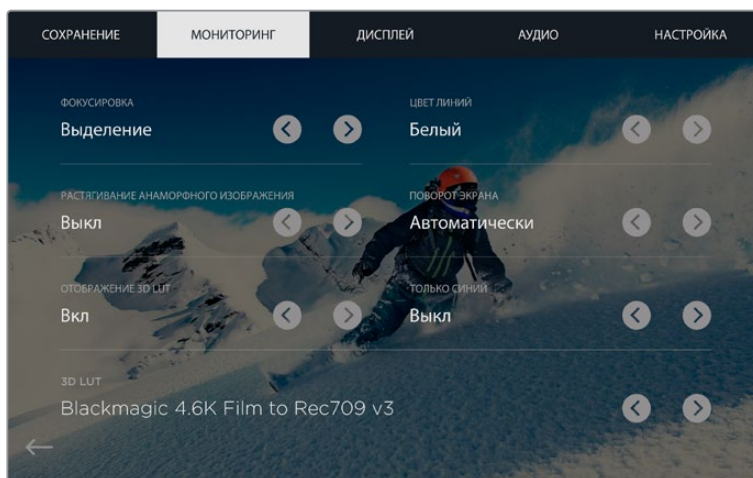 СОХРАНЕНИЕ МОНИТОРИНГ ДИСПЛЕЙ АУДИО НАСТРОЙКА
ФОКУСИРОВКА
Выделение
ЦВЕТ ЛИНИЙ
Белый
РАСТЯГИВАНИЕ АНАМОРФНОГО ИЗОБРАЖЕНИЯ
Выкл
ПОВОРОТ ЭКРАНА
Автоматически
ОТОБРАЖЕНИЕ 3D LUT
Вкл
ТОЛЬКО СИНИЙ
Выкл
3D LUT
Blackmagic 4.6K Film to Rec709 v3